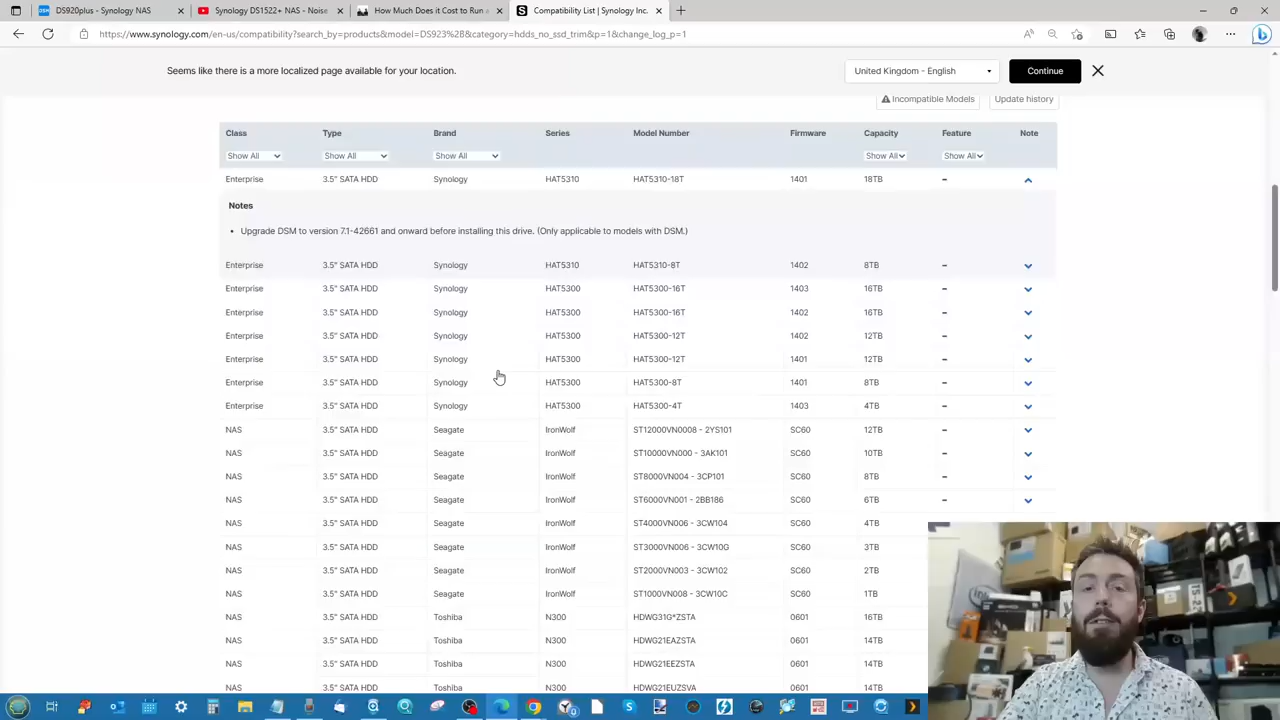 DS920plus - Synology NAS
Synology DS1522+ NAS - Noise
How Much Does it Cost to Run a
Compatibility List | Synology Inc.
https://www.synology.com/en-us/compatibility?search_by=products&model=DS923%2B&category=hdds_no_ssd_trim&p=1&change_log_p=1
Seems like there is a more localized page available for your location.
United Kingdom - English
Continue
Incompatible Models
Update history
Class Type Brand Series Model Number Firmware Capacity Feature Note
Show All Show All Show All Show All Show All
Enterprise 3.5" SATA HDD Synology HAT5310 HAT5310-18T 1401 18TB –
Notes
• Upgrade DSM to version 7.1-42661 and onward before installing this drive. (Only applicable to models with DSM.)
Enterprise 3.5" SATA HDD Synology HAT5310 HAT5310-8T 1402 8TB –
Enterprise 3.5" SATA HDD Synology HAT5300 HAT5300-16T 1403 16TB –
Enterprise 3.5" SATA HDD Synology HAT5300 HAT5300-16T 1402 16TB –
Enterprise 3.5" SATA HDD Synology HAT5300 HAT5300-12T 1402 12TB –
Enterprise 3.5" SATA HDD Synology HAT5300 HAT5300-12T 1401 12TB –
Enterprise 3.5" SATA HDD Synology HAT5300 HAT5300-8T 1401 8TB –
Enterprise 3.5" SATA HDD Synology HAT5300 HAT5300-4T 1403 4TB –
NAS 3.5" SATA HDD Seagate IronWolf ST12000VN0008 - 2YS101 SC60 12TB –
NAS 3.5" SATA HDD Seagate IronWolf ST10000VN000 - 3AK101 SC60 10TB –
NAS 3.5" SATA HDD Seagate IronWolf ST8000VN004 - 3CP101 SC60 8TB –
NAS 3.5" SATA HDD Seagate IronWolf ST6000VN001 - 2BB186 SC60 6TB –
NAS 3.5" SATA HDD Seagate IronWolf ST4000VN006 - 3CW104 SC60 4TB
NAS 3.5" SATA HDD Seagate IronWolf ST3000VN006 - 3CW10G SC60 3TB
NAS 3.5" SATA HDD Seagate IronWolf ST2000VN003 - 3CW102 SC60 2TB
NAS 3.5" SATA HDD Seagate IronWolf ST1000VN008 - 3CW10C SC60 1TB
NAS 3.5" SATA HDD Toshiba N300 HDWG31G*ZSTA 0601 16TB
NAS 3.5" SATA HDD Toshiba N300 HDWG21EAZSTA 0601 14TB
NAS 3.5" SATA HDD Toshiba N300 HDWG21EEZSTA 0601 14TB
NAS 3.5" SATA HDD Toshiba N300 HDWG21EUZSVA 0601 14TB